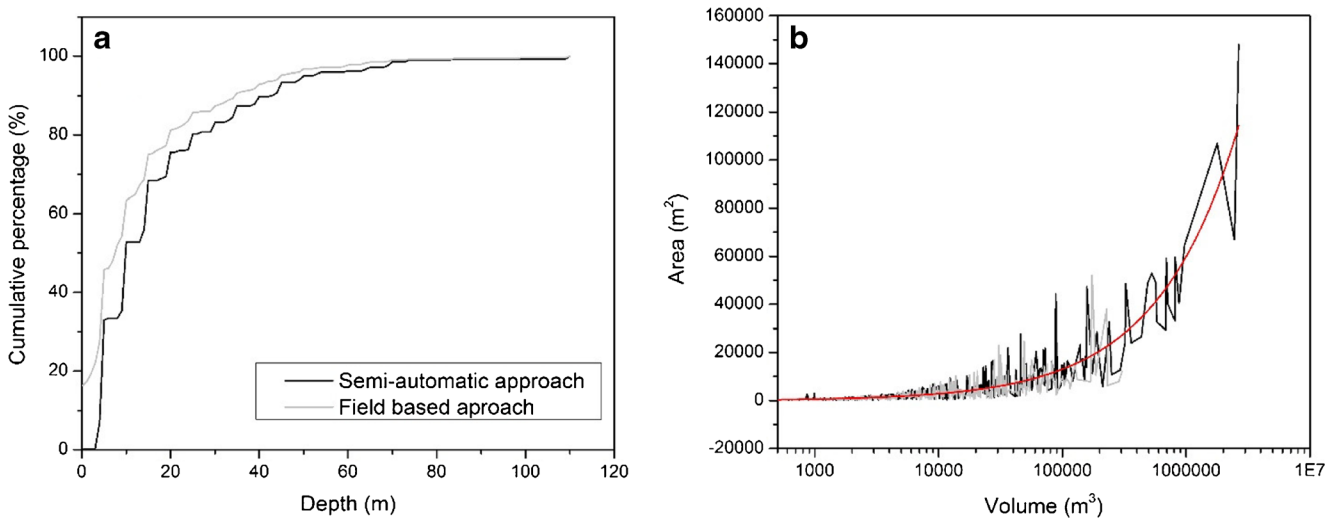 a
100
80
60
40
20
0
Cumulative percentage (%)
0 20 40 60 80 100 120
Depth (m)
Semi-automatic approach
Field based aproach
b
160000
140000
120000
100000
80000
60000
40000
20000
0
-20000
Area (m²)
1000 10000 100000 1000000 1E7
Volume (m³)